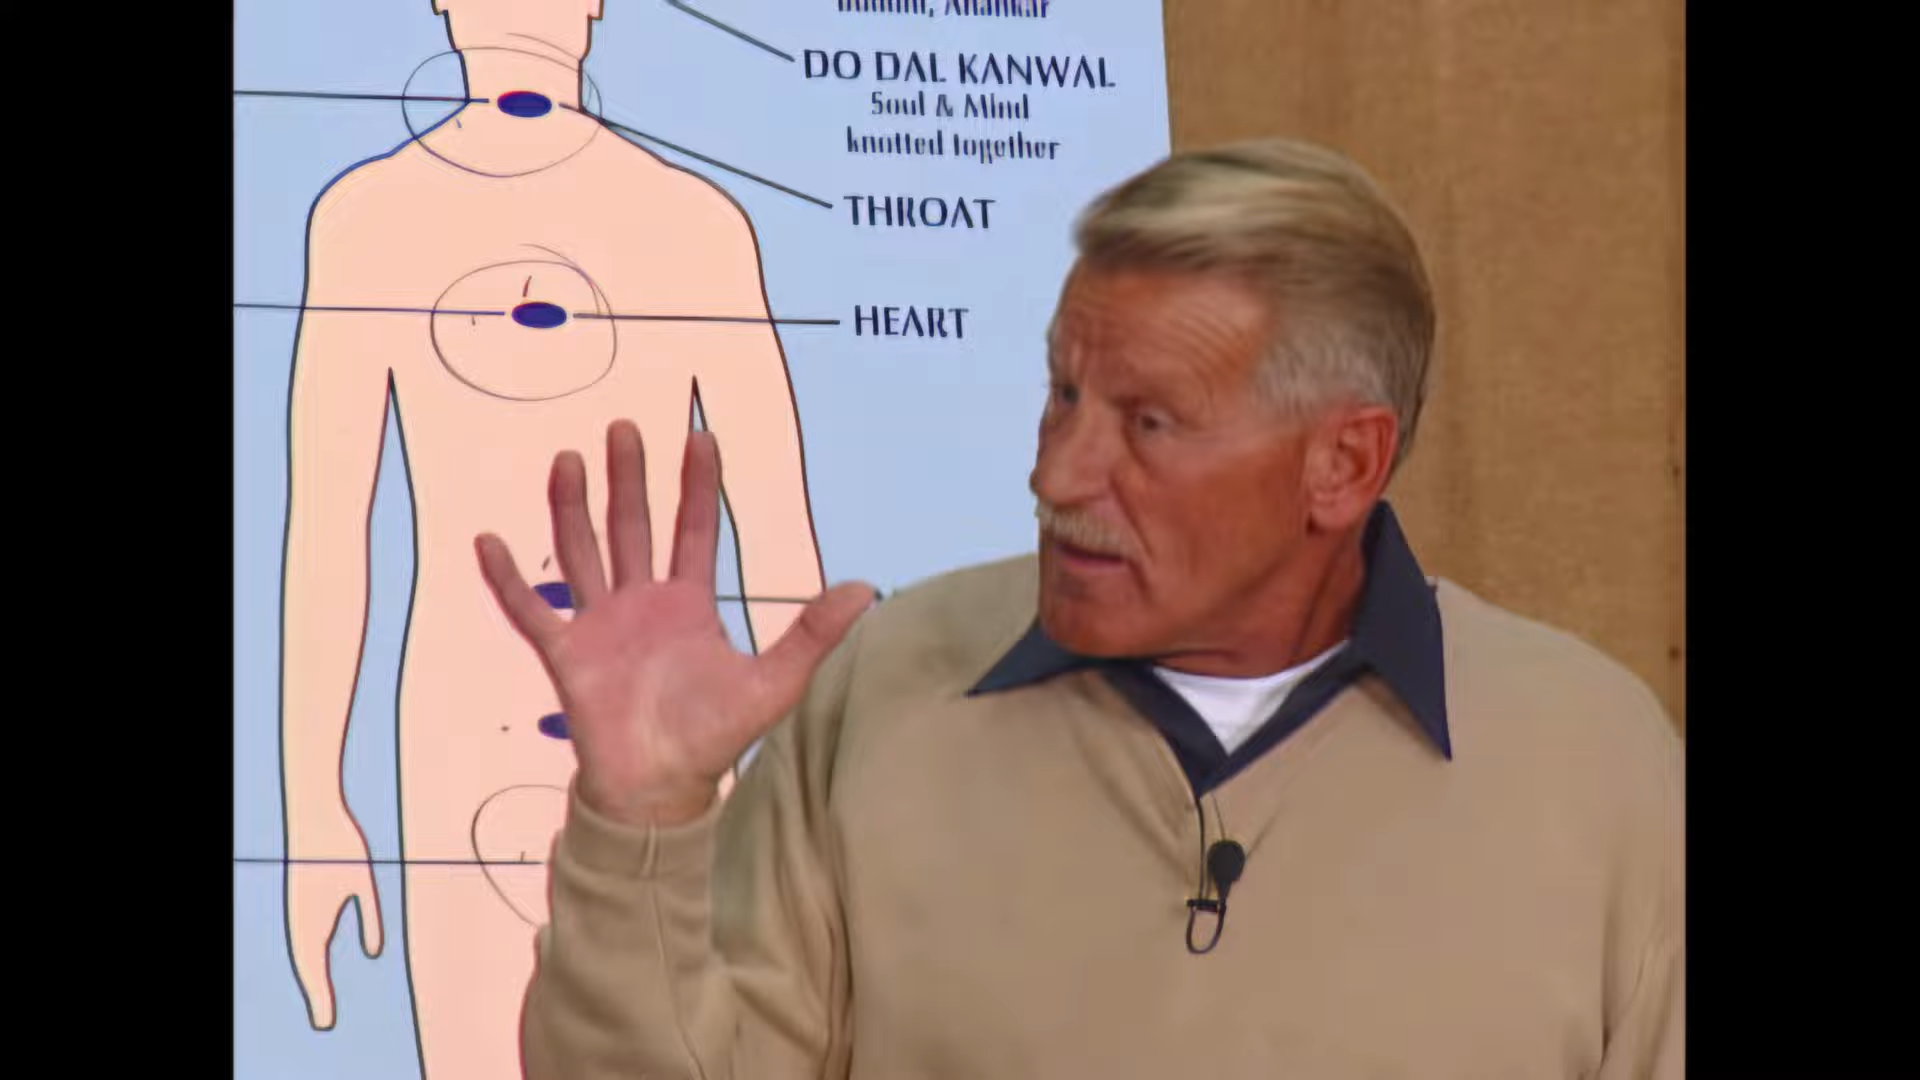 DO DAL KANWAL
Soul & Mind
knotted together
THROAT
HEART